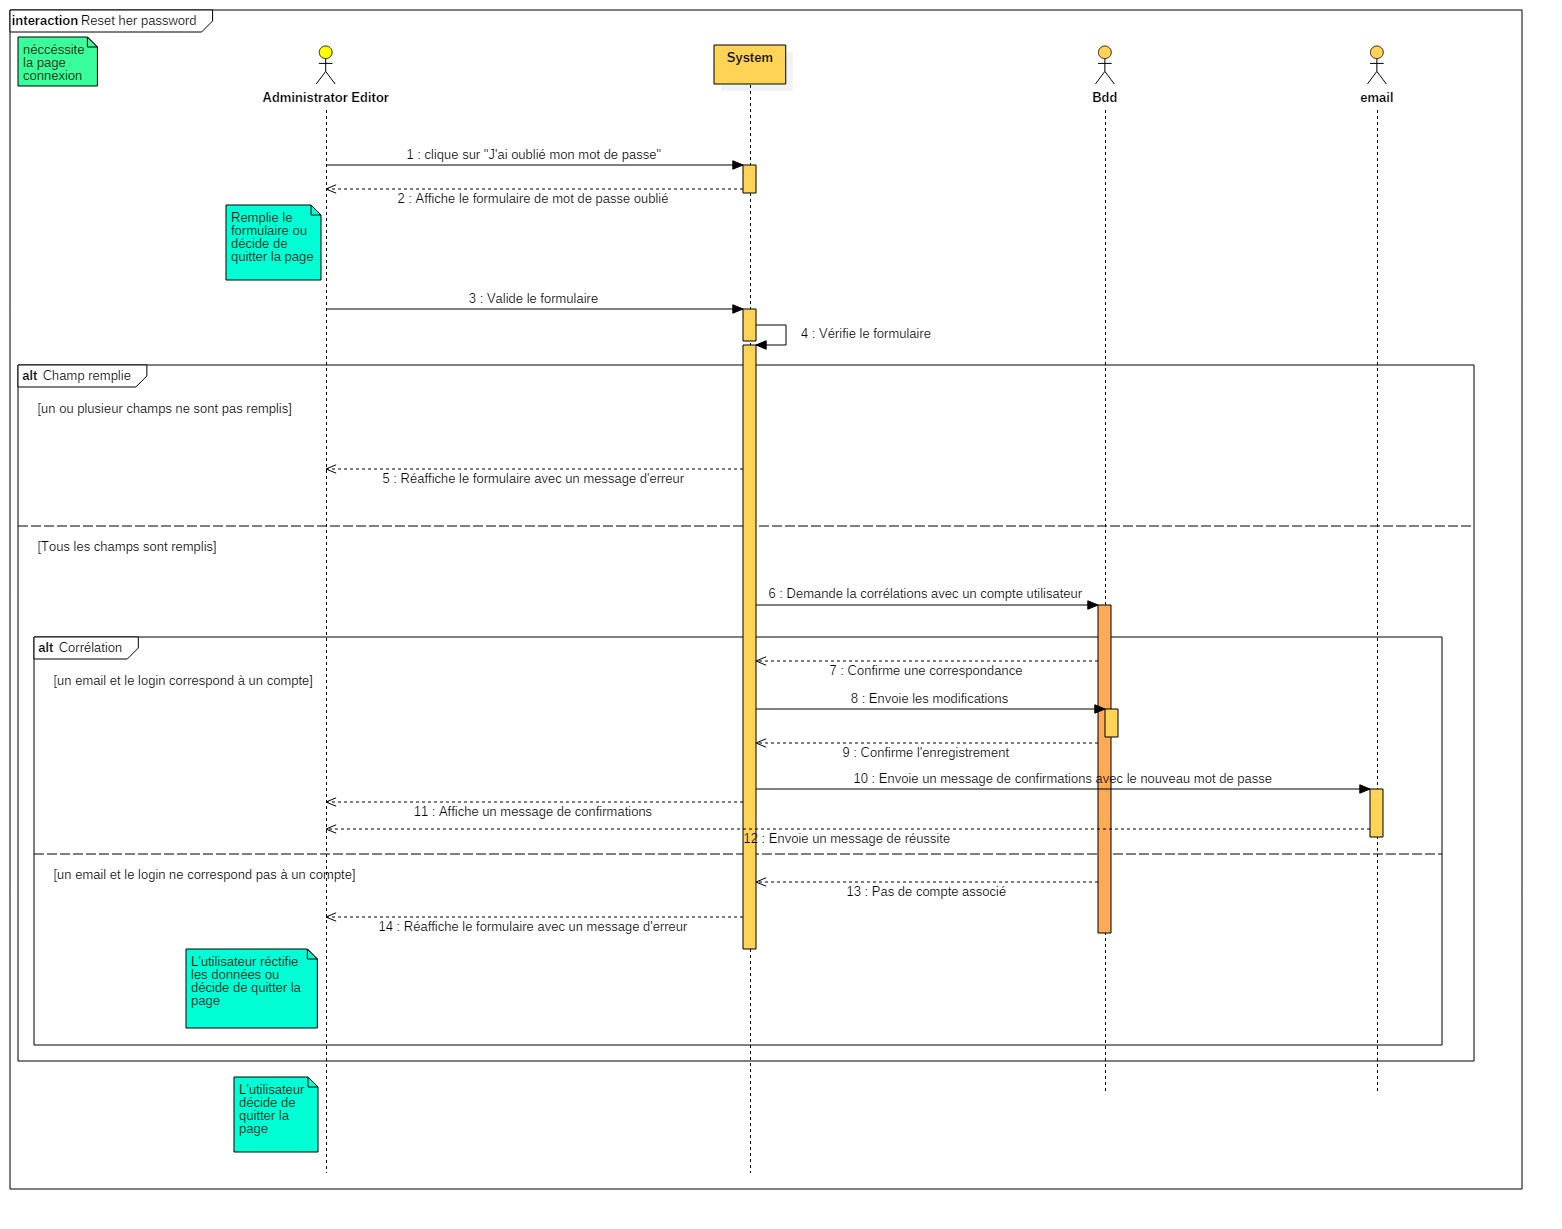 interaction Reset her password
néccéssite
la page
connexion
Administrator Editor
System
Bdd
email
1 : clique sur "J'ai oublié mon mot de passe"
2 : Affiche le formulaire de mot de passe oublié
Remplie le
formulaire ou
décide de
quitter la page
3 : Valide le formulaire
4 : Vérifie le formulaire
alt Champ remplie
[un ou plusieur champs ne sont pas remplis]
5 : Réaffiche le formulaire avec un message d'erreur
[Tous les champs sont remplis]
6 : Demande la corrélations avec un compte utilisateur
alt Corrélation
7 : Confirme une correspondance
[un email et le login correspond à un compte]
8 : Envoie les modifications
9 : Confirme l'enregistrement
10 : Envoie un message de confirmations avec le nouveau mot de passe
11 : Affiche un message de confirmations
12 : Envoie un message de réussite
[un email et le login ne correspond pas à un compte]
13 : Pas de compte associé
14 : Réaffiche le formulaire avec un message d'erreur
L'utilisateur réctifie
les données ou
décide de quitter la
page
L'utilisateur
décide de
quitter la
page